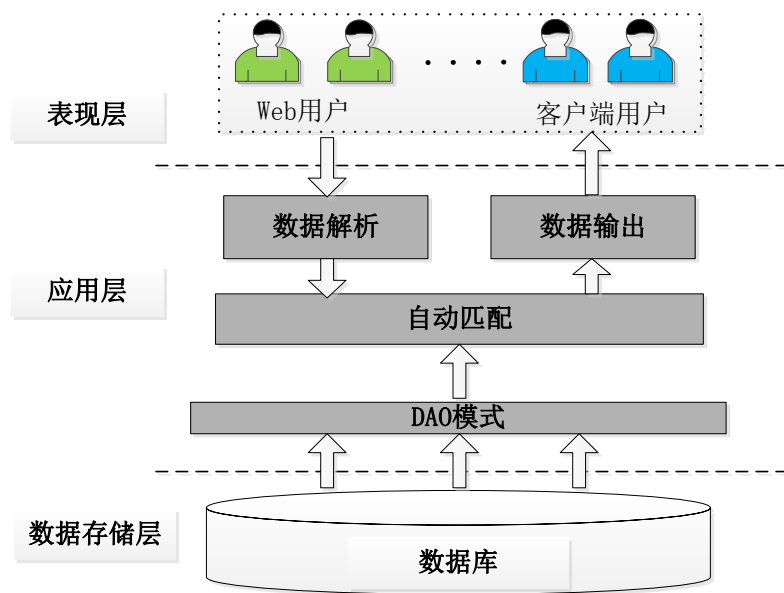 表现层
Web用户
客户端用户
应用层
数据解析
数据输出
自动匹配
DAO模式
数据存储层
数据库